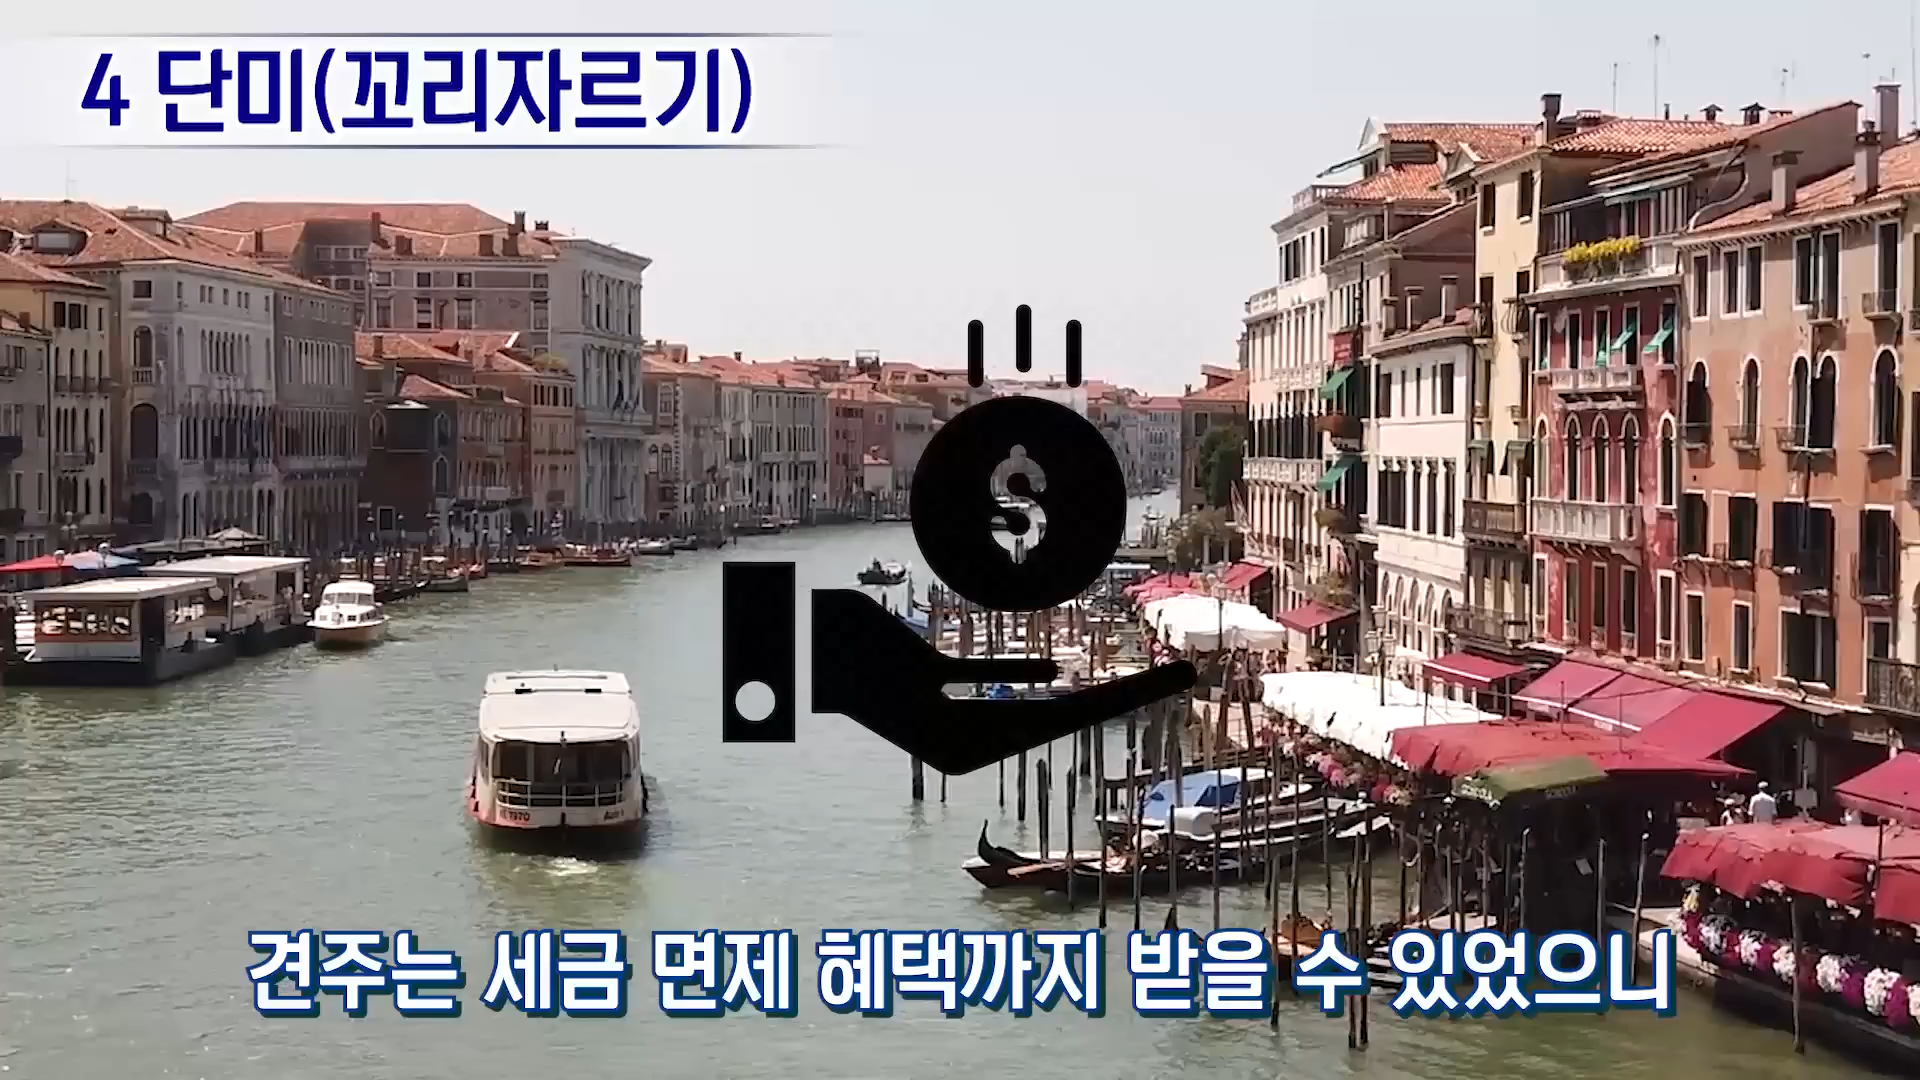 4 단미(꼬리자르기)
$
견주는 세금 면제 혜택까지 받을 수 있었으니